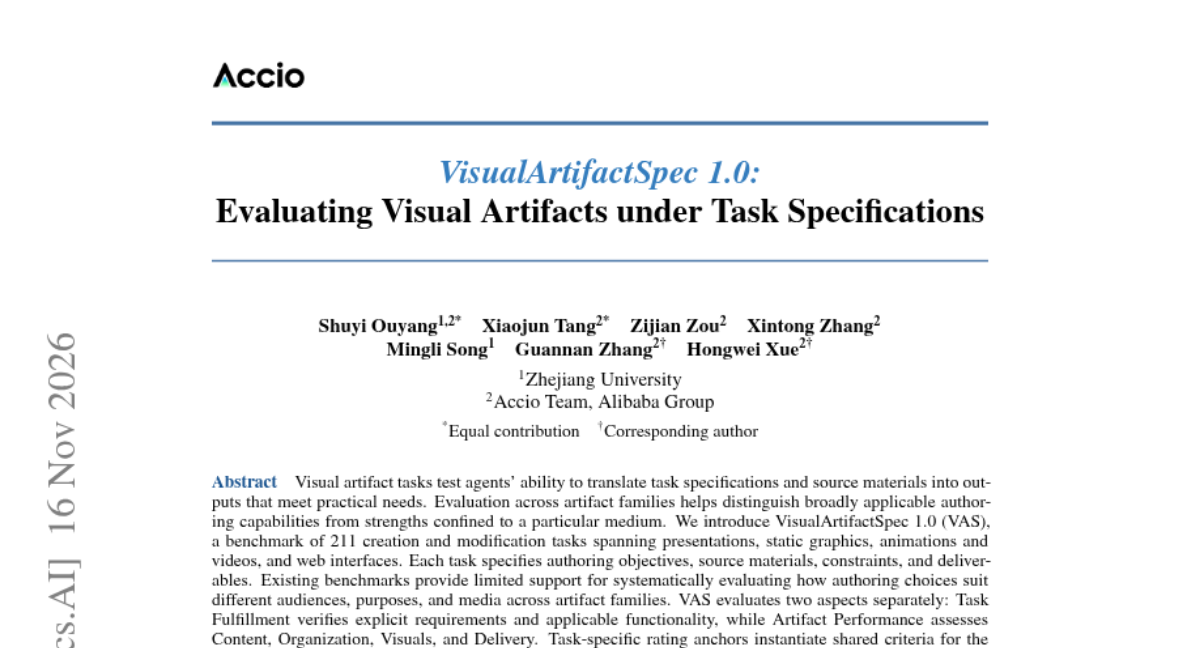 Accio
VisualArtifactSpec 1.0:
Evaluating Visual Artifacts under Task Specifications
Shuyi Ouyang1,2* Xiaojun Tang2* Zijian Zou2 Xintong Zhang2
Mingli Song1 Guannan Zhang2† Hongwei Xue2†
1Zhejiang University
2Accio Team, Alibaba Group
*Equal contribution †Corresponding author
Abstract Visual artifact tasks test agents' ability to translate task specifications and source materials into out-
puts that meet practical needs. Evaluation across artifact families helps distinguish broadly applicable author-
ing capabilities from strengths confined to a particular medium. We introduce VisualArtifactSpec 1.0 (VAS),
a benchmark of 211 creation and modification tasks spanning presentations, static graphics, animations and
videos, and web interfaces. Each task specifies authoring objectives, source materials, constraints, and deliver-
ables. Existing benchmarks provide limited support for systematically evaluating how authoring choices suit
different audiences, purposes, and media across artifact families. VAS evaluates two aspects separately: Task
Fulfillment verifies explicit requirements and applicable functionality, while Artifact Performance assesses
Content, Organization, Visuals, and Delivery. Task-specific rating anchors instantiate shared criteria for the
cs.AI] 16 Nov 2026